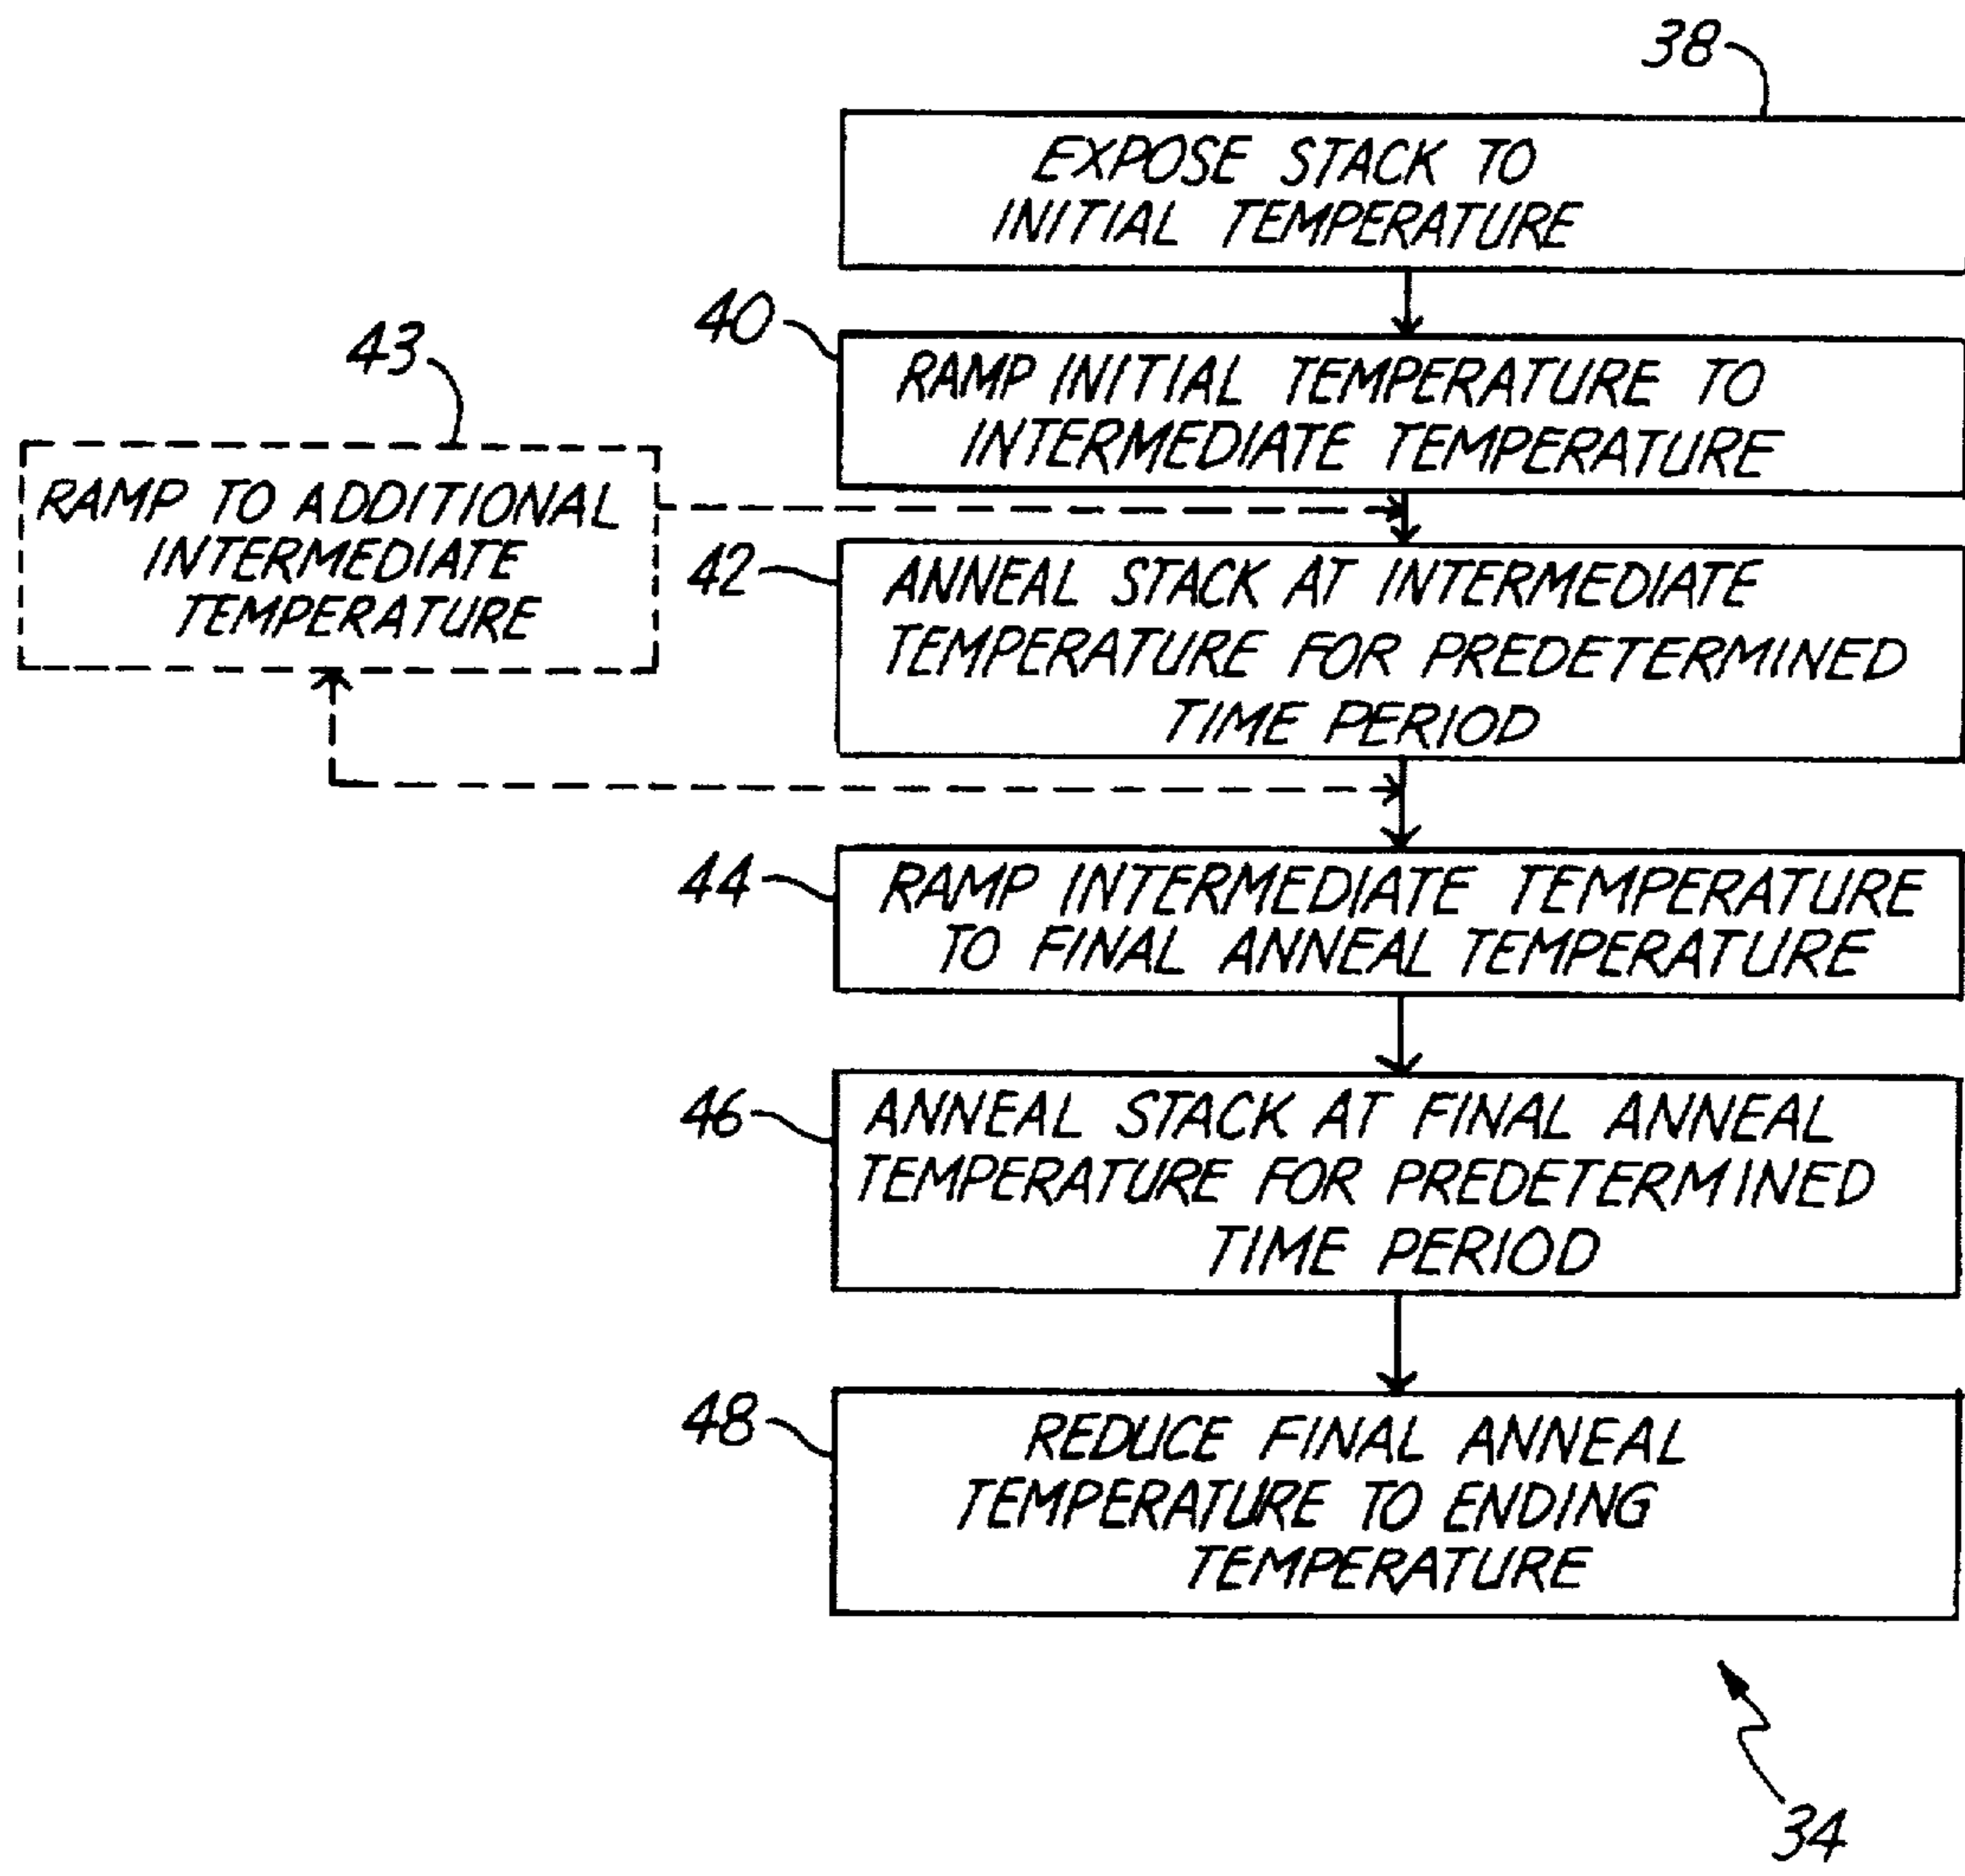 38
EXPOSE STACK TO
INITIAL TEMPERATURE
40
RAMP INITIAL TEMPERATURE TO
INTERMEDIATE TEMPERATURE
43
RAMP TO ADDITIONAL
INTERMEDIATE
TEMPERATURE
42
ANNEAL STACK AT INTERMEDIATE
TEMPERATURE FOR PREDETERMINED
TIME PERIOD
44
RAMP INTERMEDIATE TEMPERATURE
TO FINAL ANNEAL TEMPERATURE
46
ANNEAL STACK AT FINAL ANNEAL
TEMPERATURE FOR PREDETERMINED
TIME PERIOD
48
REDUCE FINAL ANNEAL
TEMPERATURE TO ENDING
TEMPERATURE
34